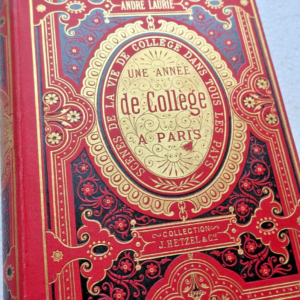 ANDRÉ LAURIE
SCÈNES DE LA VIE DE COLLÈGE DANS TOUS LES PAYS
UNE ANNÉE
de College
A PARIS
COLLECTION
J. HETZEL & Cie